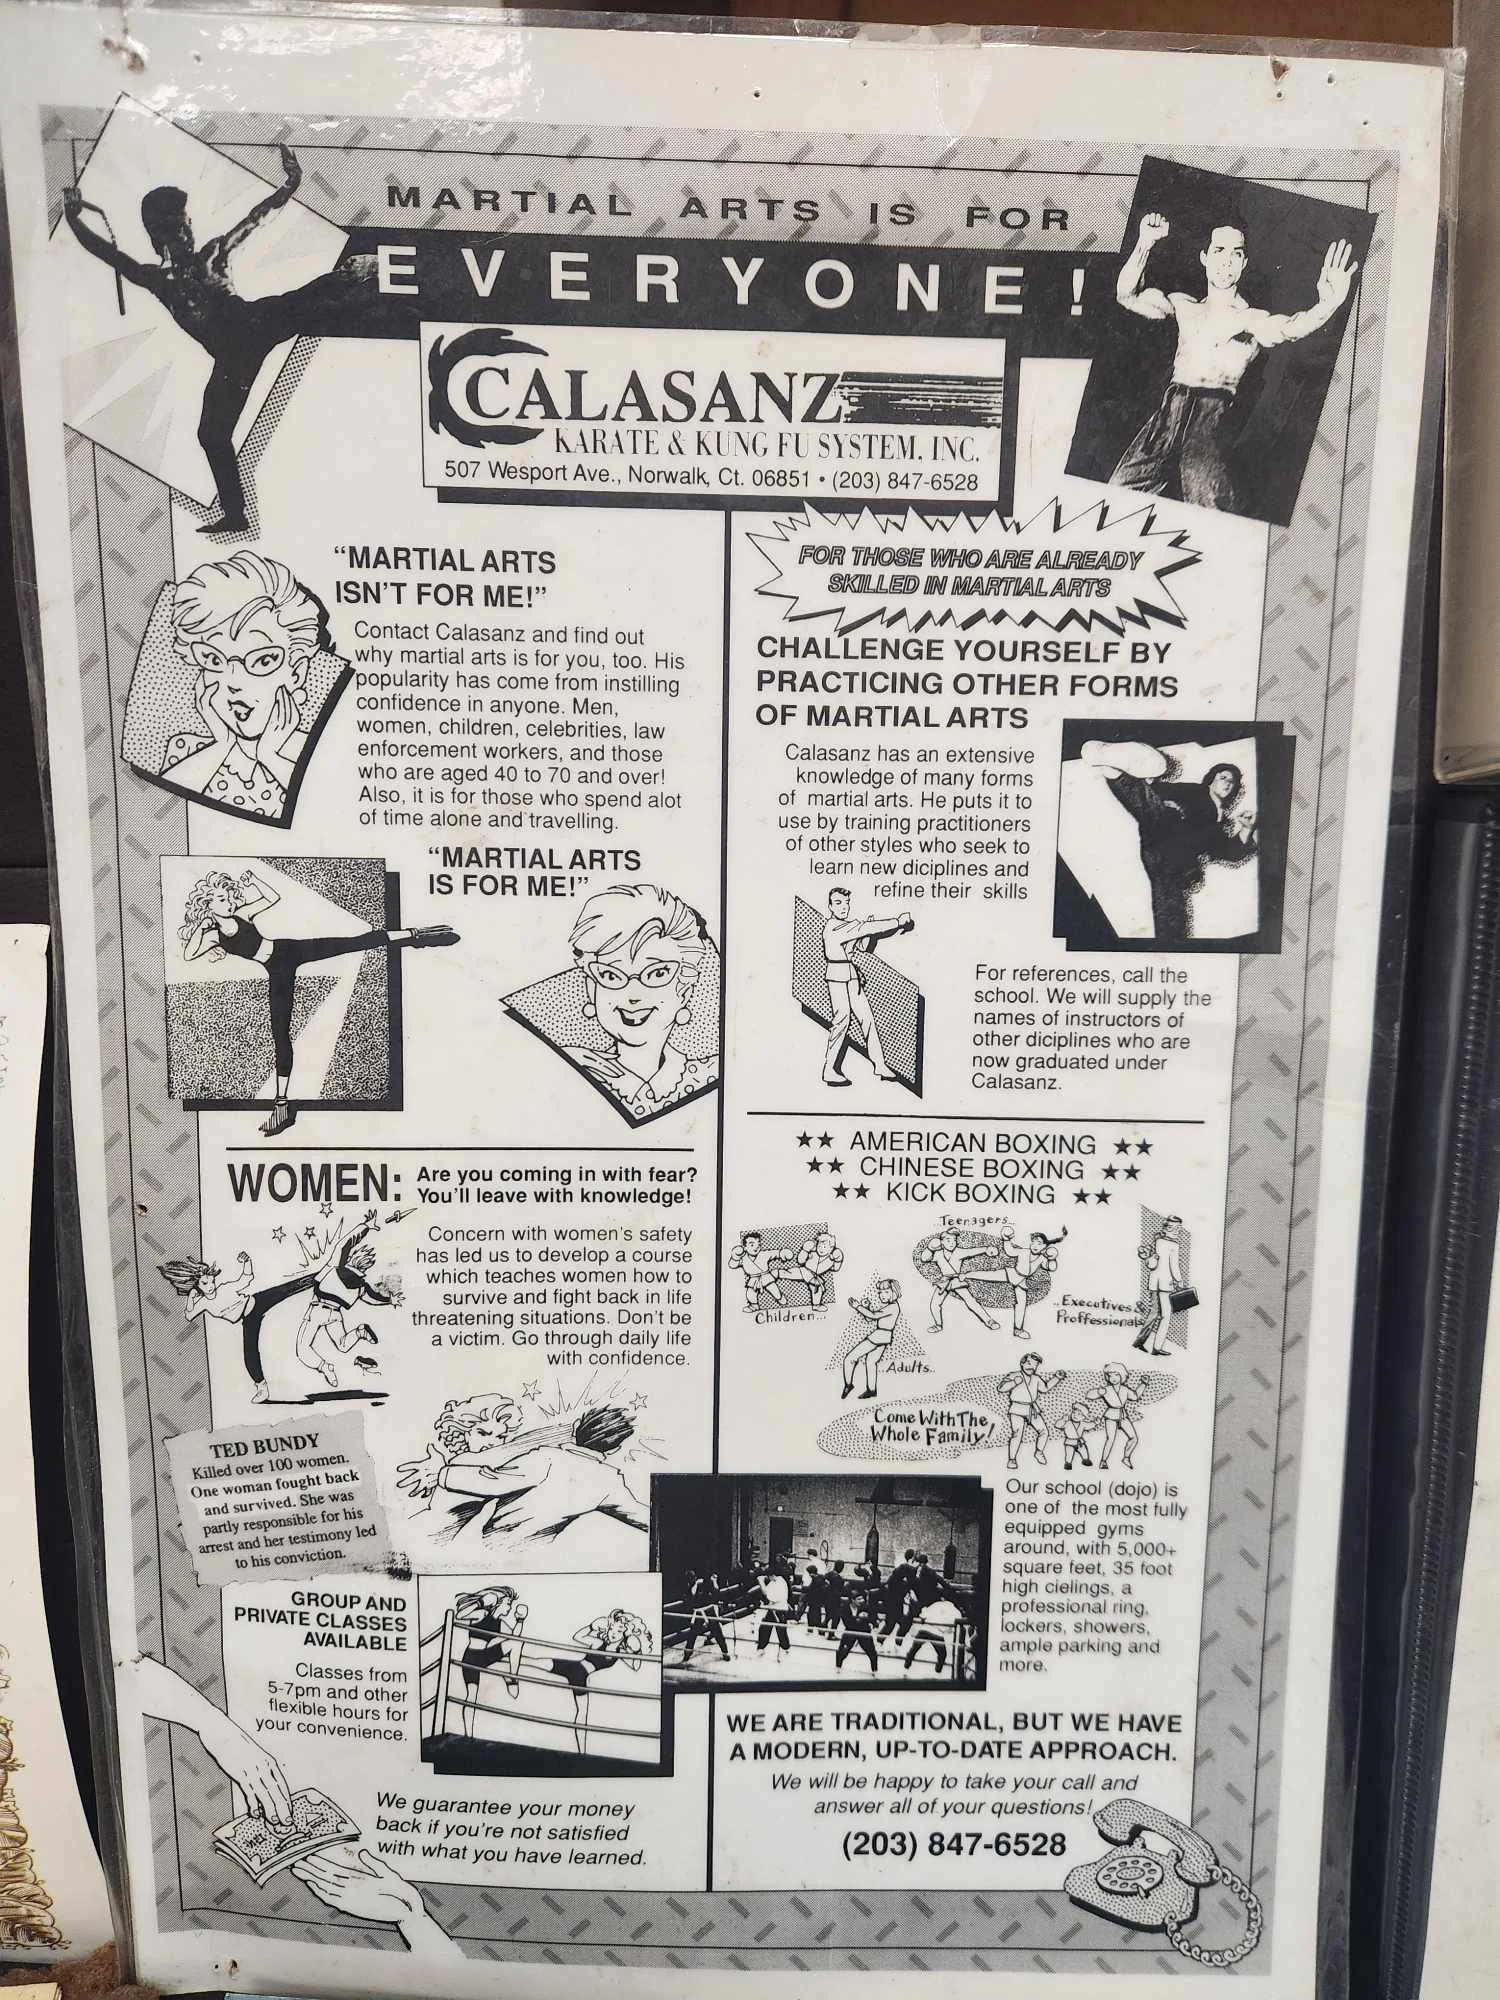 MARTIAL ARTS IS FOR
EVERYONE!
CALASANZ
KARATE & KUNG FU SYSTEM, INC.
507 Wesport Ave., Norwalk, Ct. 06851 • (203) 847-6528
“MARTIAL ARTS
ISN'T FOR ME!”
Contact Calasanz and find out
why martial arts is for you, too. His
popularity has come from instilling
confidence in anyone. Men,
women, children, celebrities, law
enforcement workers, and those
who are aged 40 to 70 and over!
Also, it is for those who spend alot
of time alone and travelling.
“MARTIAL ARTS
IS FOR ME!”
WOMEN: Are you coming in with fear?
You'll leave with knowledge!
Concern with women's safety
has led us to develop a course
which teaches women how to
survive and fight back in life
threatening situations. Don't be
a victim. Go through daily life
with confidence.
TED BUNDY
Killed over 100 women.
One woman fought back
and survived. She was
partly responsible for his
arrest and her testimony led
to his conviction.
GROUP AND
PRIVATE CLASSES
AVAILABLE
Classes from
5-7pm and other
flexible hours for
your convenience.
We guarantee your money
back if you're not satisfied
with what you have learned.
FOR THOSE WHO ARE ALREADY
SKILLED IN MARTIAL ARTS
CHALLENGE YOURSELF BY
PRACTICING OTHER FORMS
OF MARTIAL ARTS
Calasanz has an extensive
knowledge of many forms
of martial arts. He puts it to
use by training practitioners
of other styles who seek to
learn new diciplines and
refine their skills
For references, call the
school. We will supply the
names of instructors of
other diciplines who are
now graduated under
Calasanz.
★★ AMERICAN BOXING ★★
★★ CHINESE BOXING ★★
★★ KICK BOXING ★★
Teenagers...
Children...
..Executives &
Proffessionals
..Adults..
Come With The
Whole Family!
Our school (dojo) is
one of the most fully
equipped gyms
around, with 5,000+
square feet, 35 foot
high cielings, a
professional ring,
lockers, showers,
ample parking and
more.
WE ARE TRADITIONAL, BUT WE HAVE
A MODERN, UP-TO-DATE APPROACH.
We will be happy to take your call and
answer all of your questions!
(203) 847-6528